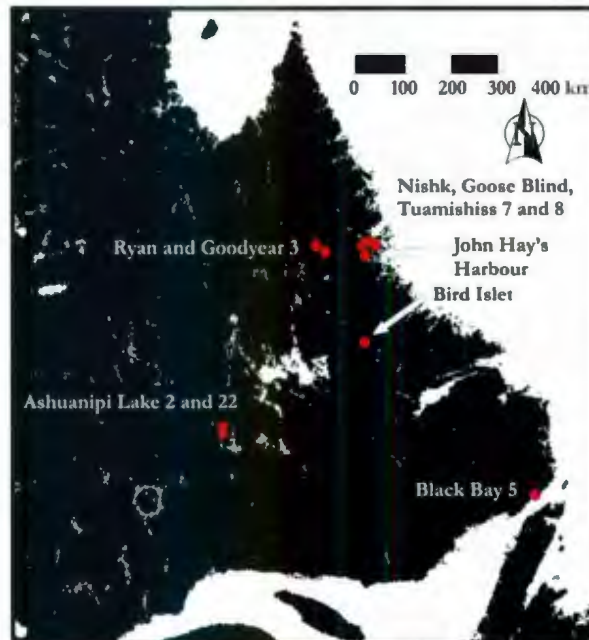 0 100 200 300 400 km
N
Nishk, Goose Blind,
Tuamishiss 7 and 8
Ryan and Goodyear 3
John Hay's
Harbour
Bird Islet
Ashuanipi Lake 2 and 22
Black Bay 5